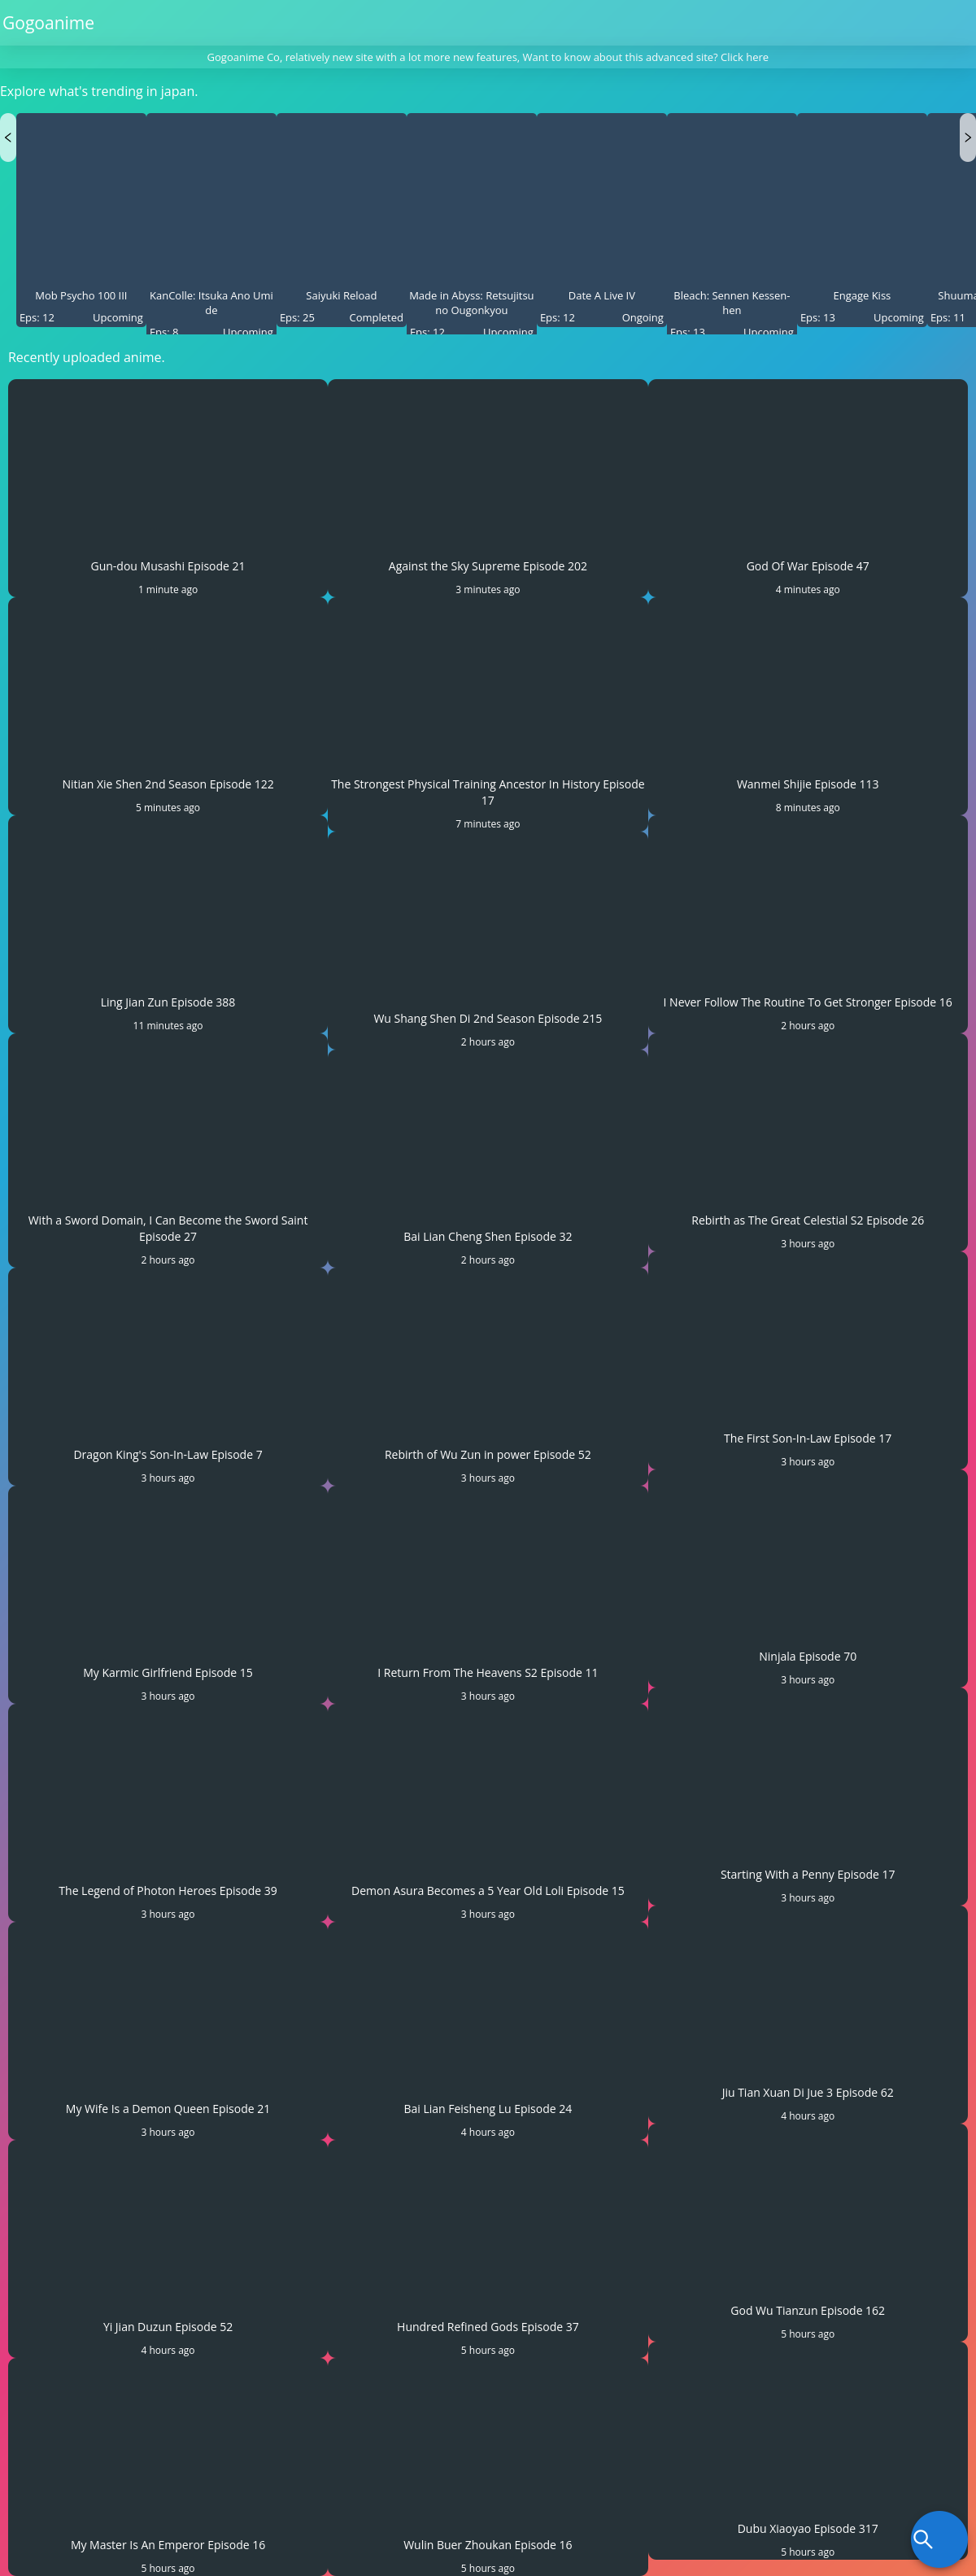 Gogoanime
Gogoanime Co, relatively new site with a lot more new features, Want to know about this advanced site? Click here
Explore what's trending in japan.
Mob Psycho 100 III
Eps: 12 Upcoming
KanColle: Itsuka Ano Umi
de
Eps: 8 Upcoming
Saiyuki Reload
Eps: 25 Completed
Made in Abyss: Retsujitsu
no Ougonkyou
Eps: 12 Upcoming
Date A Live IV
Eps: 12 Ongoing
Bleach: Sennen Kessen-
hen
Eps: 13 Upcoming
Engage Kiss
Eps: 13 Upcoming
Eps: 11
Recently uploaded anime.
Gun-dou Musashi Episode 21
1 minute ago
Against the Sky Supreme Episode 202
3 minutes ago
God Of War Episode 47
4 minutes ago
Nitian Xie Shen 2nd Season Episode 122
5 minutes ago
The Strongest Physical Training Ancestor In History Episode
17
7 minutes ago
Wanmei Shijie Episode 113
8 minutes ago
Ling Jian Zun Episode 388
11 minutes ago
Wu Shang Shen Di 2nd Season Episode 215
2 hours ago
I Never Follow The Routine To Get Stronger Episode 16
2 hours ago
With a Sword Domain, I Can Become the Sword Saint
Episode 27
2 hours ago
Bai Lian Cheng Shen Episode 32
2 hours ago
Rebirth as The Great Celestial S2 Episode 26
3 hours ago
Dragon King's Son-In-Law Episode 7
3 hours ago
Rebirth of Wu Zun in power Episode 52
3 hours ago
The First Son-In-Law Episode 17
3 hours ago
My Karmic Girlfriend Episode 15
3 hours ago
I Return From The Heavens S2 Episode 11
3 hours ago
Ninjala Episode 70
3 hours ago
The Legend of Photon Heroes Episode 39
3 hours ago
Demon Asura Becomes a 5 Year Old Loli Episode 15
3 hours ago
Starting With a Penny Episode 17
3 hours ago
My Wife Is a Demon Queen Episode 21
3 hours ago
Bai Lian Feisheng Lu Episode 24
4 hours ago
Jiu Tian Xuan Di Jue 3 Episode 62
4 hours ago
Yi Jian Duzun Episode 52
4 hours ago
Hundred Refined Gods Episode 37
5 hours ago
God Wu Tianzun Episode 162
5 hours ago
My Master Is An Emperor Episode 16
5 hours ago
Wulin Buer Zhoukan Episode 16
5 hours ago
Dubu Xiaoyao Episode 317
5 hours ago